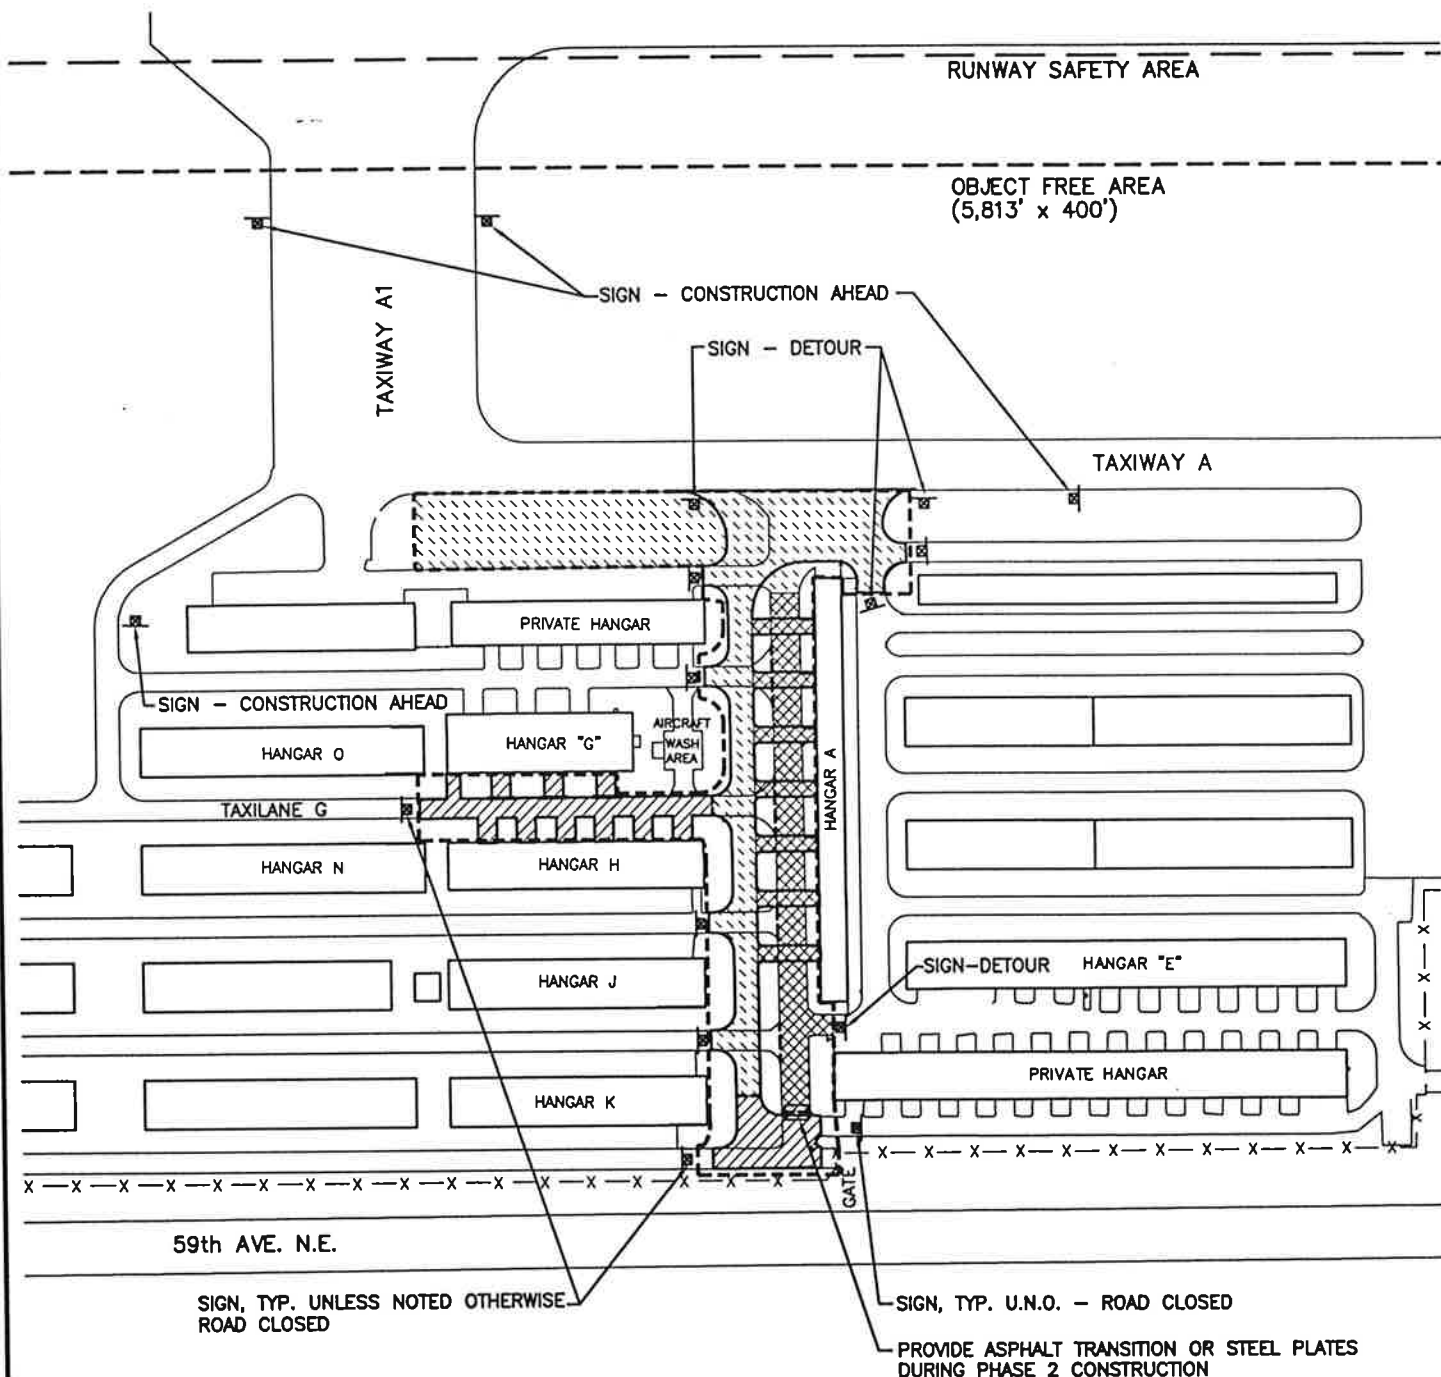 RUNWAY SAFETY AREA
OBJECT FREE AREA
(5,813' x 400')
SIGN - CONSTRUCTION AHEAD
TAXIWAY A1
SIGN - DETOUR
TAXIWAY A
PRIVATE HANGAR
SIGN - CONSTRUCTION AHEAD
HANGAR O
HANGAR "G"
AIRCRAFT
WASH
AREA
HANGAR A
TAXILANE G
HANGAR N
HANGAR H
HANGAR J
SIGN-DETOUR
HANGAR "E"
PRIVATE HANGAR
HANGAR K
GATE
59th AVE. N.E.
SIGN, TYP. UNLESS NOTED OTHERWISE
ROAD CLOSED
SIGN, TYP. U.N.O. - ROAD CLOSED
PROVIDE ASPHALT TRANSITION OR STEEL PLATES
DURING PHASE 2 CONSTRUCTION